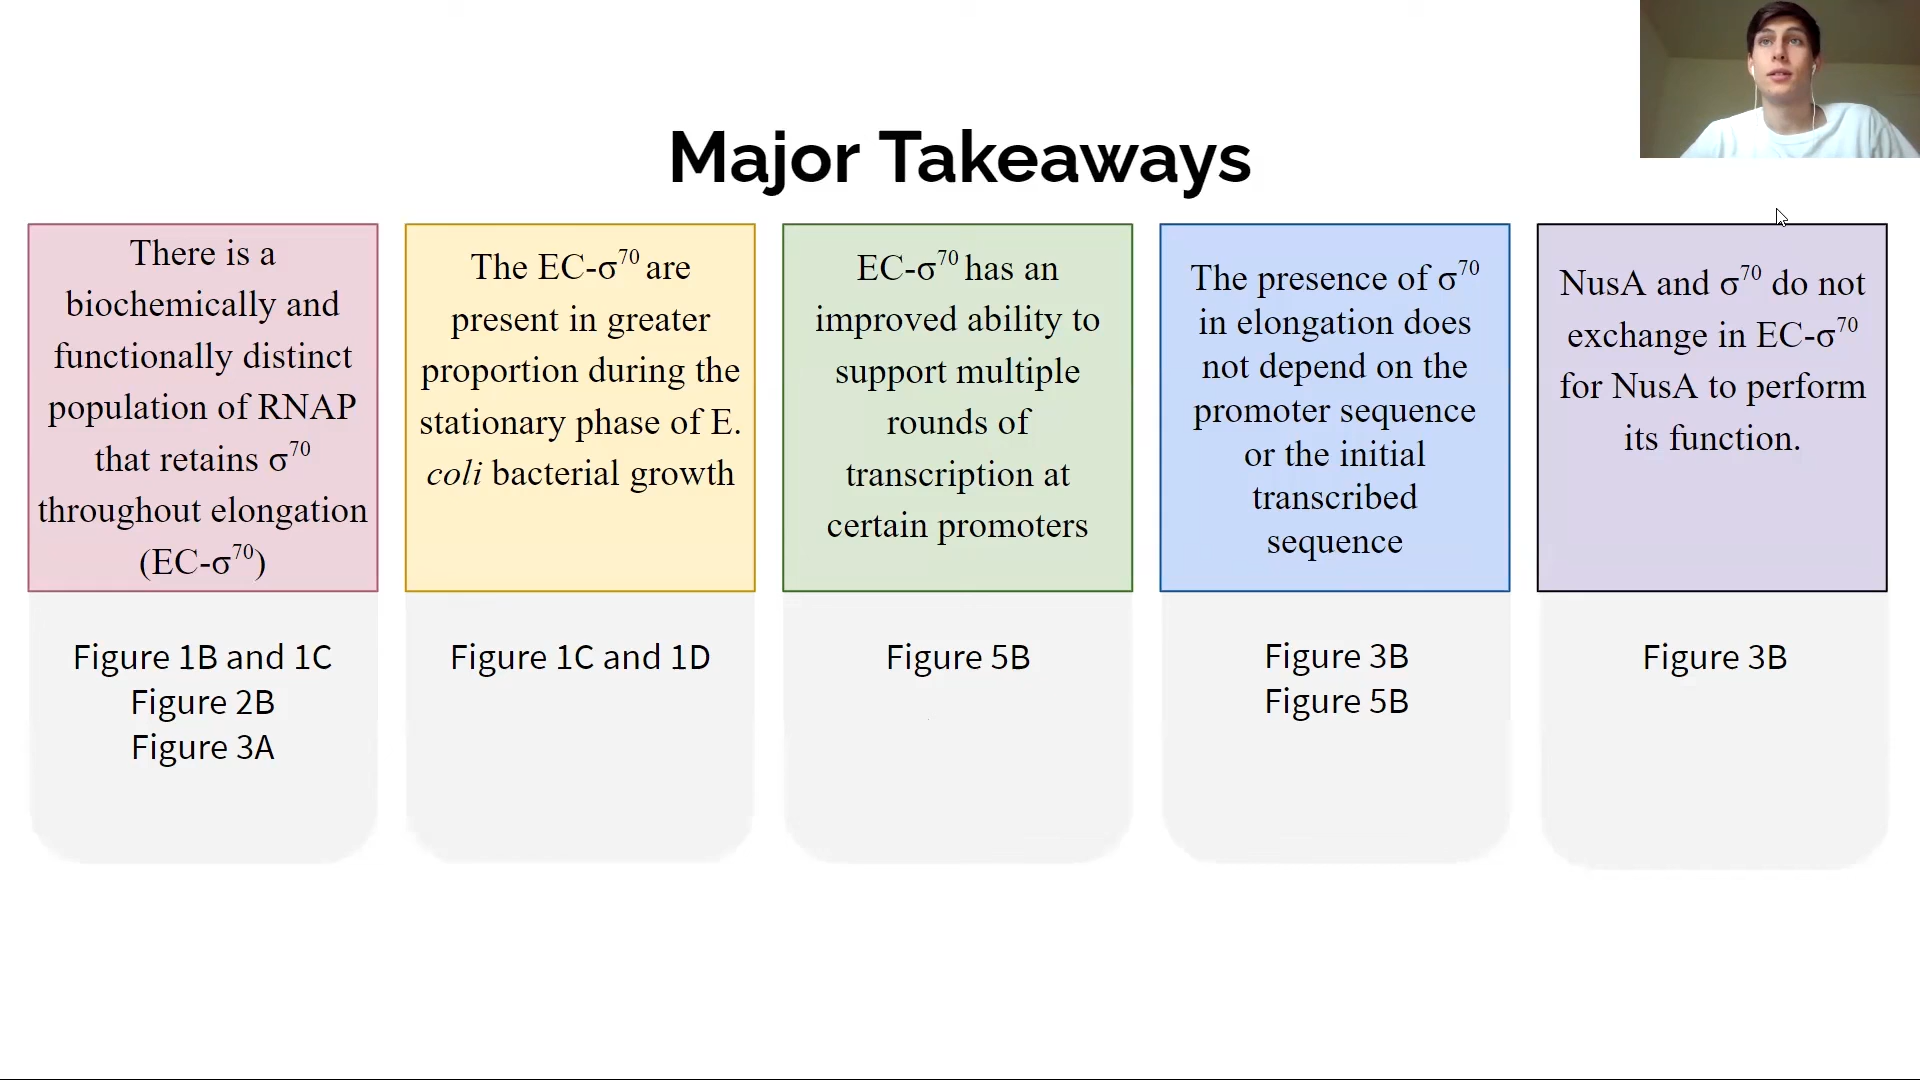 Major Takeaways
There is a
biochemically and
functionally distinct
population of RNAP
that retains σ⁷⁰
throughout elongation
(EC-σ⁷⁰)
Figure 1B and 1C
Figure 2B
Figure 3A
The EC-σ⁷⁰ are
present in greater
proportion during the
stationary phase of E.
coli bacterial growth
Figure 1C and 1D
EC-σ⁷⁰ has an
improved ability to
support multiple
rounds of
transcription at
certain promoters
Figure 5B
The presence of σ⁷⁰
in elongation does
not depend on the
promoter sequence
or the initial
transcribed
sequence
Figure 3B
Figure 5B
NusA and σ⁷⁰ do not
exchange in EC-σ⁷⁰
for NusA to perform
its function.
Figure 3B